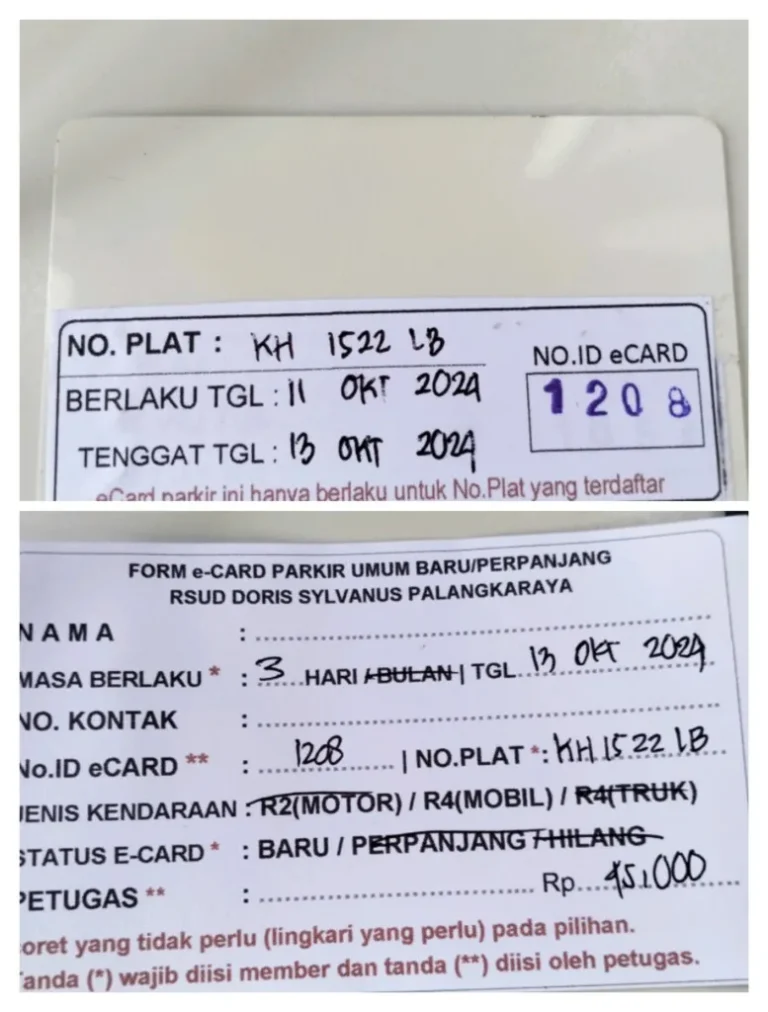 NO. PLAT : KH 1522 LB
NO.ID eCARD
BERLAKU TGL : 11 OKT 2024
1208
TENGGAT TGL : 13 OKT 2024
eCard parkir ini hanya berlaku untuk No.Plat yang terdaftar
FORM e-CARD PARKIR UMUM BARU/PERPANJANG
RSUD DORIS SYLVANUS PALANGKARAYA
NAMA :
MASA BERLAKU * : 3 HARI / BULAN | TGL. 13 OKT 2024
NO. KONTAK :
No.ID eCARD ** : 1208 | NO.PLAT *: KH 1522 LB
JENIS KENDARAAN : R2(MOTOR) / R4(MOBIL) / R4(TRUK)
STATUS E-CARD * : BARU / PERPANJANG / HILANG
PETUGAS ** : Rp. 45.000
oret yang tidak perlu (lingkari yang perlu) pada pilihan.
Tanda (*) wajib diisi member dan tanda (**) diisi oleh petugas.